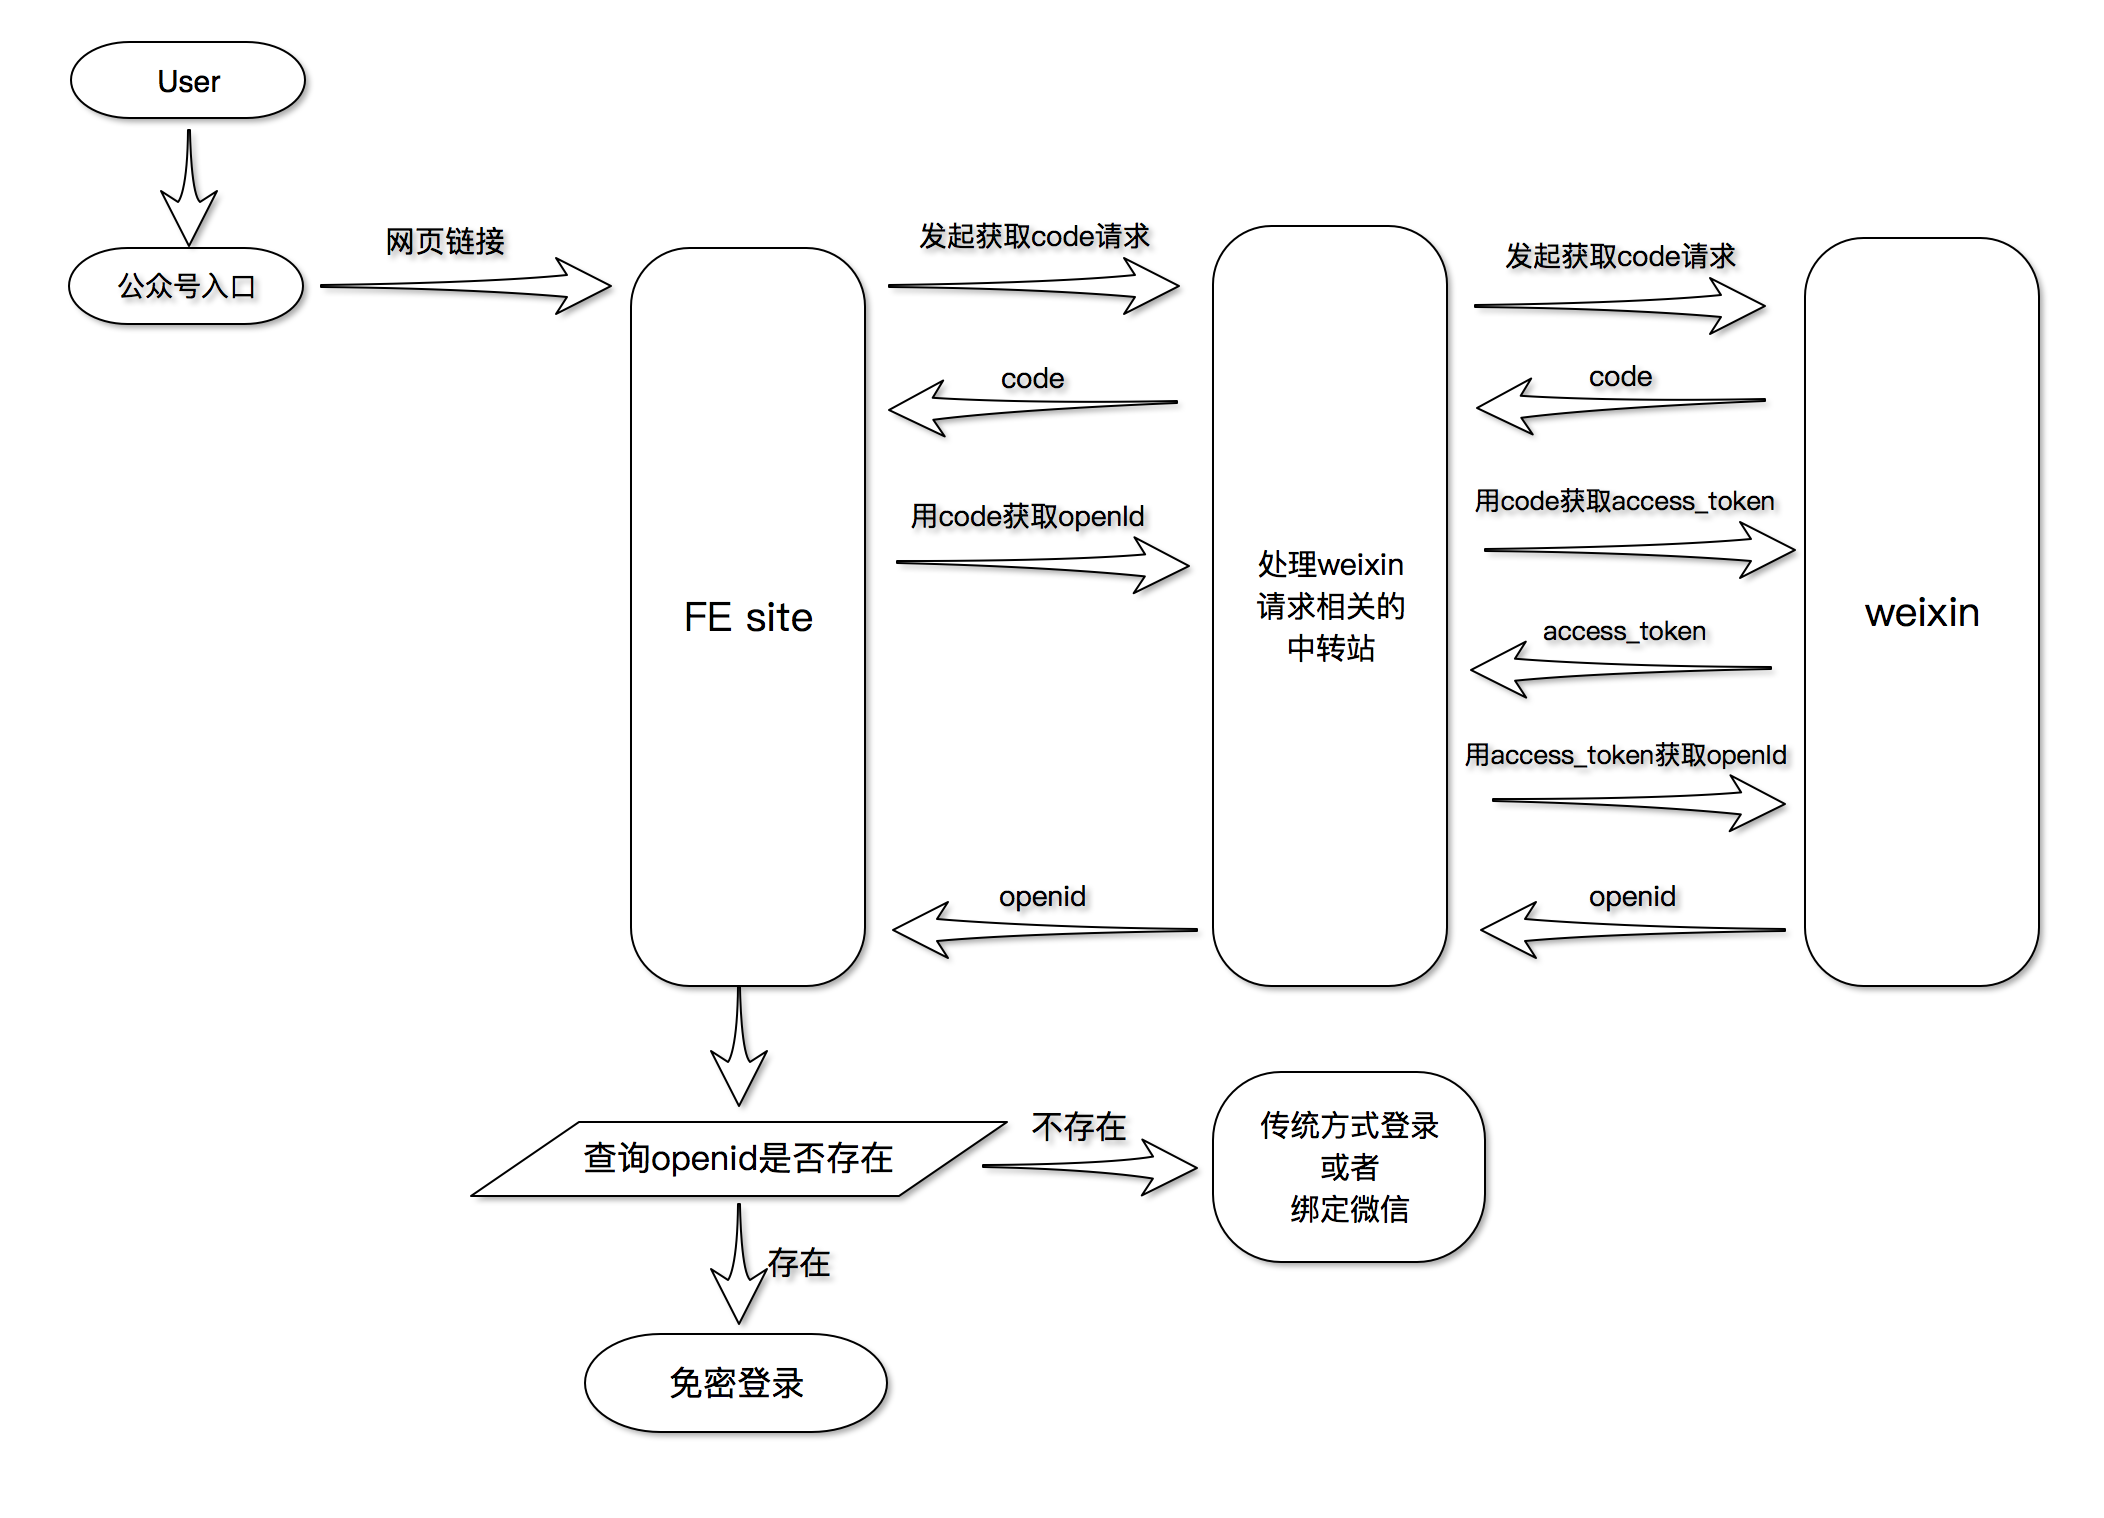 User
公众号入口
网页链接
发起获取code请求
发起获取code请求
code
code
用code获取openId
用code获取access_token
FE site
处理weixin
请求相关的
中转站
weixin
access_token
用access_token获取openId
openid
openid
查询openid是否存在
不存在
传统方式登录
或者
绑定微信
存在
免密登录